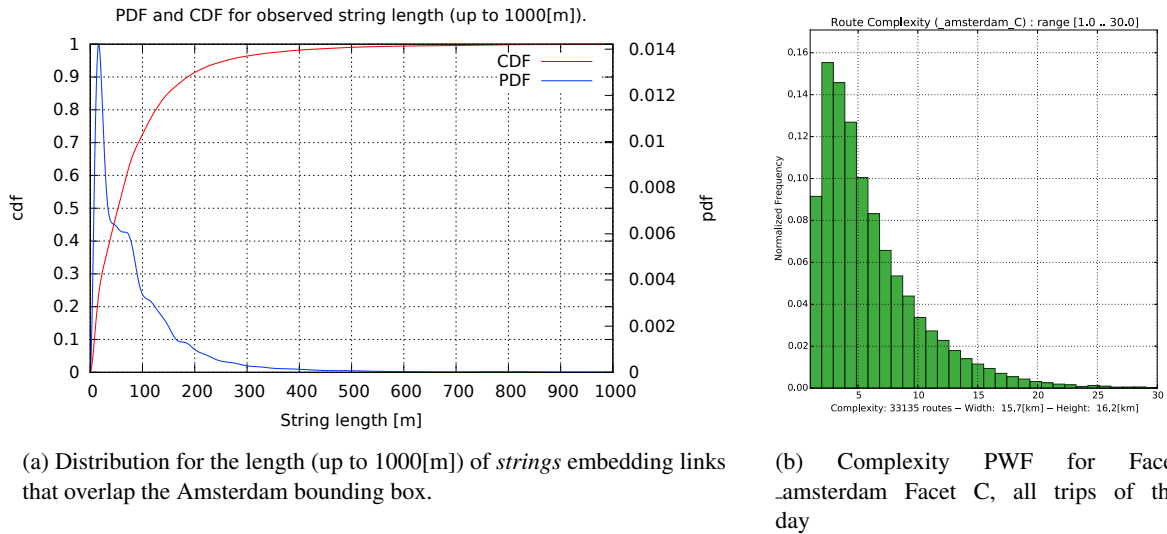 PDF and CDF for observed string length (up to 1000[m]).
CDF
PDF
1
0.9
0.8
0.7
0.6
0.5
0.4
0.3
0.2
0.1
0
cdf
0.014
0.012
0.01
0.008
0.006
0.004
0.002
0
pdf
0 100 200 300 400 500 600 700 800 900 1000
String length [m]
(a) Distribution for the length (up to 1000[m]) of strings embedding links
that overlap the Amsterdam bounding box.
Route Complexity (_amsterdam_C) : range [1.0 .. 30.0]
0.16
0.14
0.12
0.10
0.08
0.06
0.04
0.02
0.00
Normalized Frequency
5 10 15 20 25 30
Complexity: 33135 routes − Width: 15,7[km] − Height: 16,2[km]
(b) Complexity PWF for Face
_amsterdam Facet C, all trips of th
day